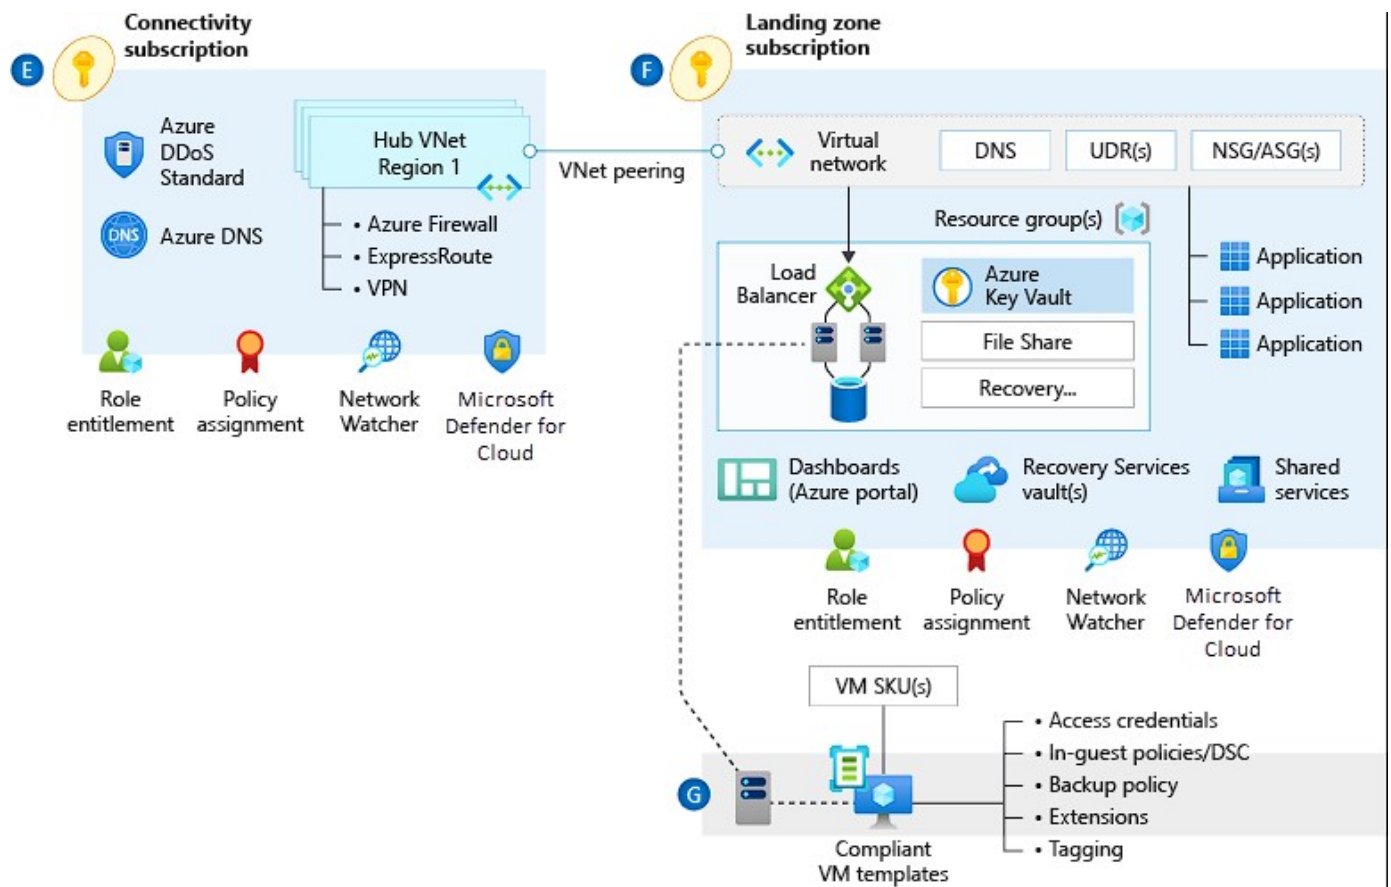 Connectivity
subscription
E
Azure
DDoS
Standard
DNS
Azure DNS
Hub VNet
Region 1
• Azure Firewall
• ExpressRoute
• VPN
VNet peering
Role
entitlement
Policy
assignment
Network
Watcher
Microsoft
Defender for
Cloud
Landing zone
subscription
F
Virtual
network
DNS
UDR(s)
NSG/ASG(s)
Resource group(s)
Load
Balancer
Azure
Key Vault
File Share
Recovery...
Application
Application
Application
Dashboards
(Azure portal)
Recovery Services
vault(s)
Shared
services
Role
entitlement
Policy
assignment
Network
Watcher
Microsoft
Defender for
Cloud
VM SKU(s)
G
Compliant
VM templates
• Access credentials
• In-guest policies/DSC
• Backup policy
• Extensions
• Tagging